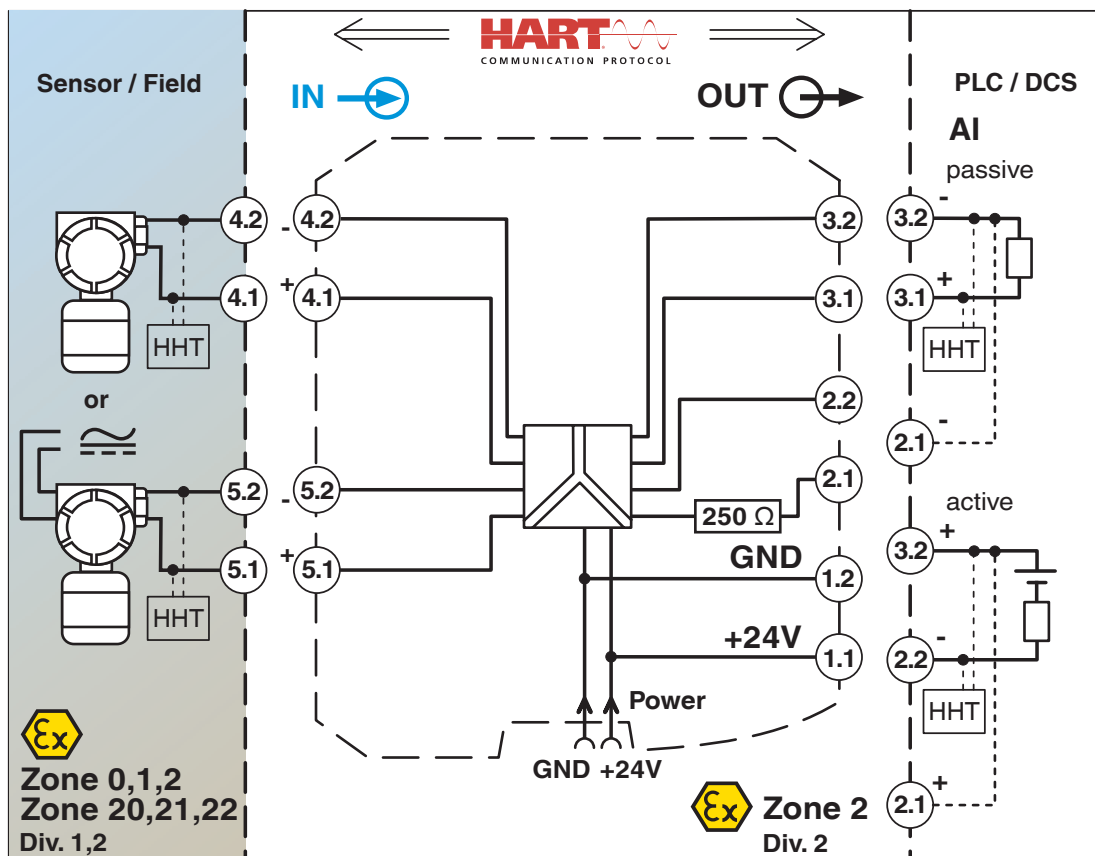 HART
COMMUNICATION PROTOCOL
Sensor / Field
IN
OUT
PLC / DCS
AI
passive
4.2
- 4.2
3.2
3.2 -
4.1
+ 4.1
3.1
3.1 +
HHT
HHT
or
2.2
2.1 -
5.2
- 5.2
2.1
250 Ω
active
GND
3.2 +
5.1
+ 5.1
1.2
HHT
+24V
1.1
2.2 -
Power
HHT
GND +24V
Ex
Zone 0,1,2
Zone 20,21,22
Div. 1,2
Ex
Zone 2
Div. 2
2.1 +